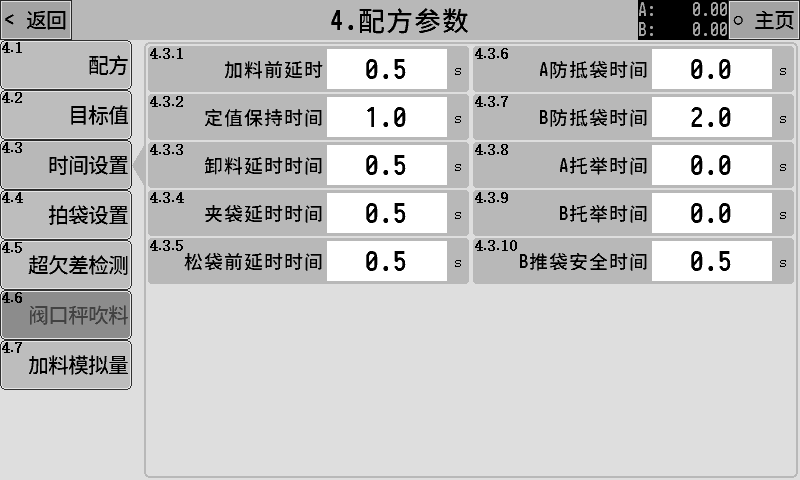 < 返回
4.配方参数
A: 0.00
B: 0.00
○ 主页
4.1 配方
4.2 目标值
4.3 时间设置
4.4 拍袋设置
4.5 超欠差检测
4.6 阀口秤吹料
4.7 加料模拟量
4.3.1 加料前延时 0.5 s
4.3.2 定值保持时间 1.0 s
4.3.3 卸料延时时间 0.5 s
4.3.4 夹袋延时时间 0.5 s
4.3.5 松袋前延时时间 0.5 s
4.3.6 A防抵袋时间 0.0 s
4.3.7 B防抵袋时间 2.0 s
4.3.8 A托举时间 0.0 s
4.3.9 B托举时间 0.0 s
4.3.10 B推袋安全时间 0.5 s